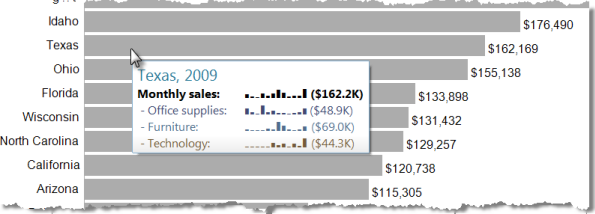 Idaho $176,490
Texas $162,169
Ohio $155,138
Florida $133,898
Wisconsin $131,432
North Carolina $129,257
California $120,738
Arizona $115,305
Texas, 2009
Monthly sales: ($162.2K)
- Office supplies: ($48.9K)
- Furniture: ($69.0K)
- Technology: ($44.3K)